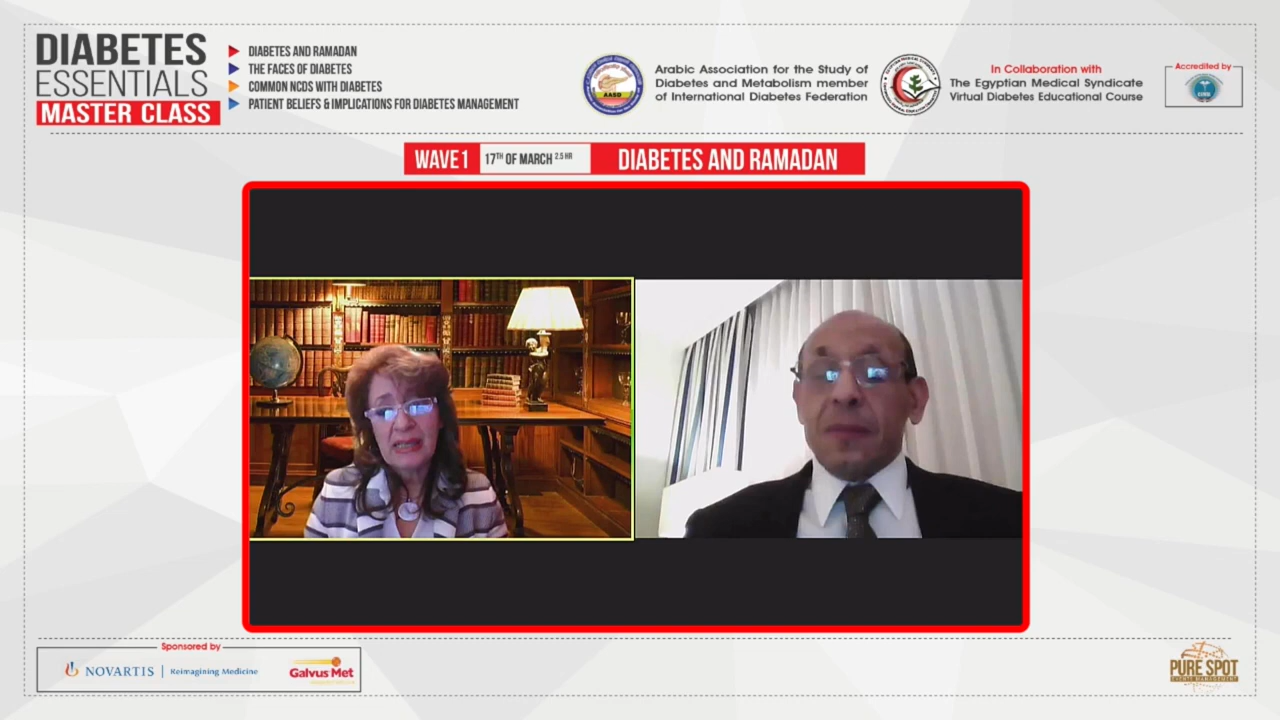 DIABETES
ESSENTIALS
MASTER CLASS
DIABETES AND RAMADAN
THE FACES OF DIABETES
COMMON NCDS WITH DIABETES
PATIENT BELIEFS & IMPLICATIONS FOR DIABETES MANAGEMENT
AASD
Arabic Association for the Study of
Diabetes and Metabolism member
of International Diabetes Federation
In Collaboration with
The Egyptian Medical Syndicate
Virtual Diabetes Educational Course
Accredited by
WAVE1 17TH OF MARCH 2.5 HR DIABETES AND RAMADAN
Sponsored by
NOVARTIS | Reimagining Medicine
Galvus Met
PURE SPOT
EVENTS MANAGEMENT